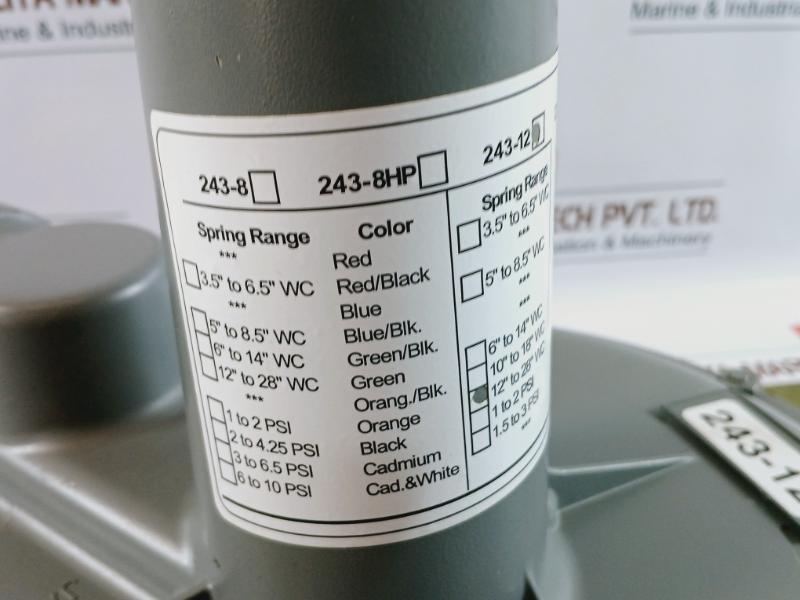 Marine & Industr
Marine & Industria
TECH PVT. LTD.
ation & Machinery
243-8 243-8HP 243-12
Spring Range Color Spring Range
*** Red 3.5" to 6.5" WC
3.5" to 6.5" WC Red/Black ***
*** Blue 5" to 8.5" WC
5" to 8.5" WC Blue/Blk. ***
6" to 14" WC Green/Blk. ***
12" to 28" WC Green 6" to 14" WC
*** Orang./Blk. 10" to 18" WC
1 to 2 PSI Orange 12" to 28" WC
2 to 4.25 PSI Black 1 to 2 PSI
3 to 6.5 PSI Cadmium 1.5 to 3 PSI
6 to 10 PSI Cad.&White ***
243-12